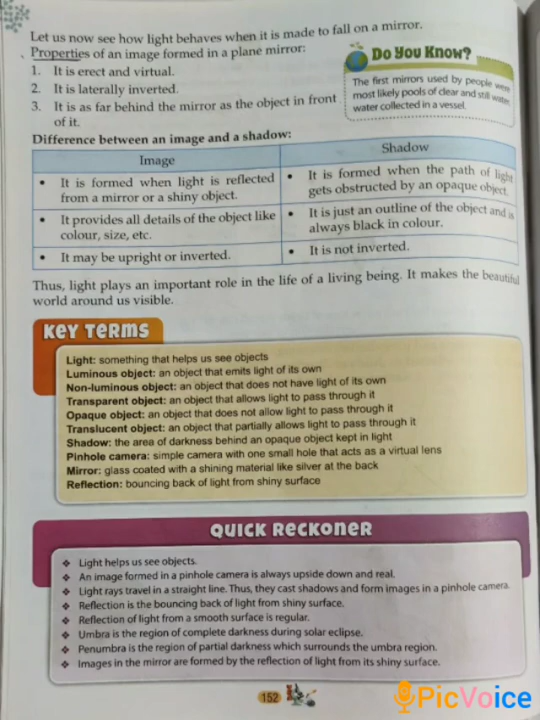 Let us now see how light behaves when it is made to fall on a mirror.
Properties of an image formed in a plane mirror:
1. It is erect and virtual.
2. It is laterally inverted.
3. It is as far behind the mirror as the object in front
of it.
Do You Know?
The first mirrors used by people were
most likely pools of clear and still water,
water collected in a vessel.
Difference between an image and a shadow:
Image
Shadow
• It is formed when light is reflected
from a mirror or a shiny object.
• It is formed when the path of light
gets obstructed by an opaque object.
• It provides all details of the object like
colour, size, etc.
• It is just an outline of the object and is
always black in colour.
• It may be upright or inverted.
• It is not inverted.
Thus, light plays an important role in the life of a living being. It makes the beautiful
world around us visible.
KEY TERMS
Light: something that helps us see objects
Luminous object: an object that emits light of its own
Non-luminous object: an object that does not have light of its own
Transparent object: an object that allows light to pass through it
Opaque object: an object that does not allow light to pass through it
Translucent object: an object that partially allows light to pass through it
Shadow: the area of darkness behind an opaque object kept in light
Pinhole camera: simple camera with one small hole that acts as a virtual lens
Mirror: glass coated with a shining material like silver at the back
Reflection: bouncing back of light from shiny surface
QUICK RECKONER
❖ Light helps us see objects.
❖ An image formed in a pinhole camera is always upside down and real.
❖ Light rays travel in a straight line. Thus, they cast shadows and form images in a pinhole camera.
❖ Reflection is the bouncing back of light from shiny surface.
❖ Reflection of light from a smooth surface is regular.
❖ Umbra is the region of complete darkness during solar eclipse.
❖ Penumbra is the region of partial darkness which surrounds the umbra region.
❖ Images in the mirror are formed by the reflection of light from its shiny surface.
152
PicVoice